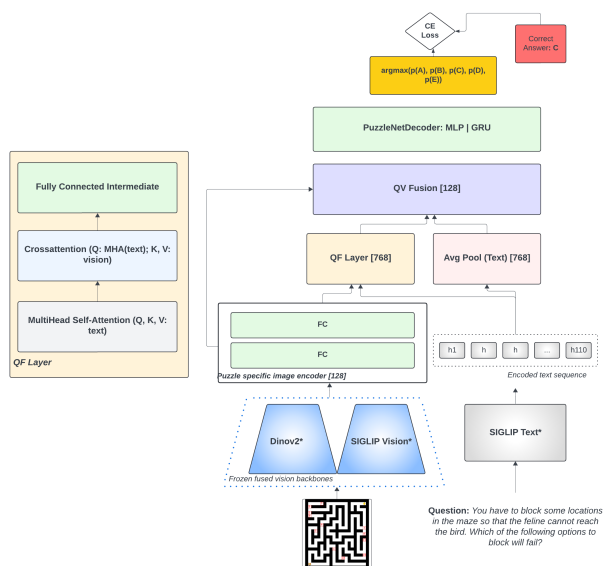 CE
Loss
Correct
Answer: C
argmax(p(A), p(B), p(C), p(D),
p(E))
PuzzleNetDecoder: MLP | GRU
Fully Connected Intermediate
QV Fusion [128]
Crossattention (Q: MHA(text); K, V:
vision)
QF Layer [768]
Avg Pool (Text) [768]
MultiHead Self-Attention (Q, K, V:
text)
QF Layer
FC
FC
Puzzle specific image encoder [128]
h1
h
h
...
h110
Encoded text sequence
Dinov2*
SIGLIP Vision*
Frozen fused vision backbones
SIGLIP Text*
Question: You have to block some locations
in the maze so that the feline cannot reach
the bird. Which of the following options to
block will fail?